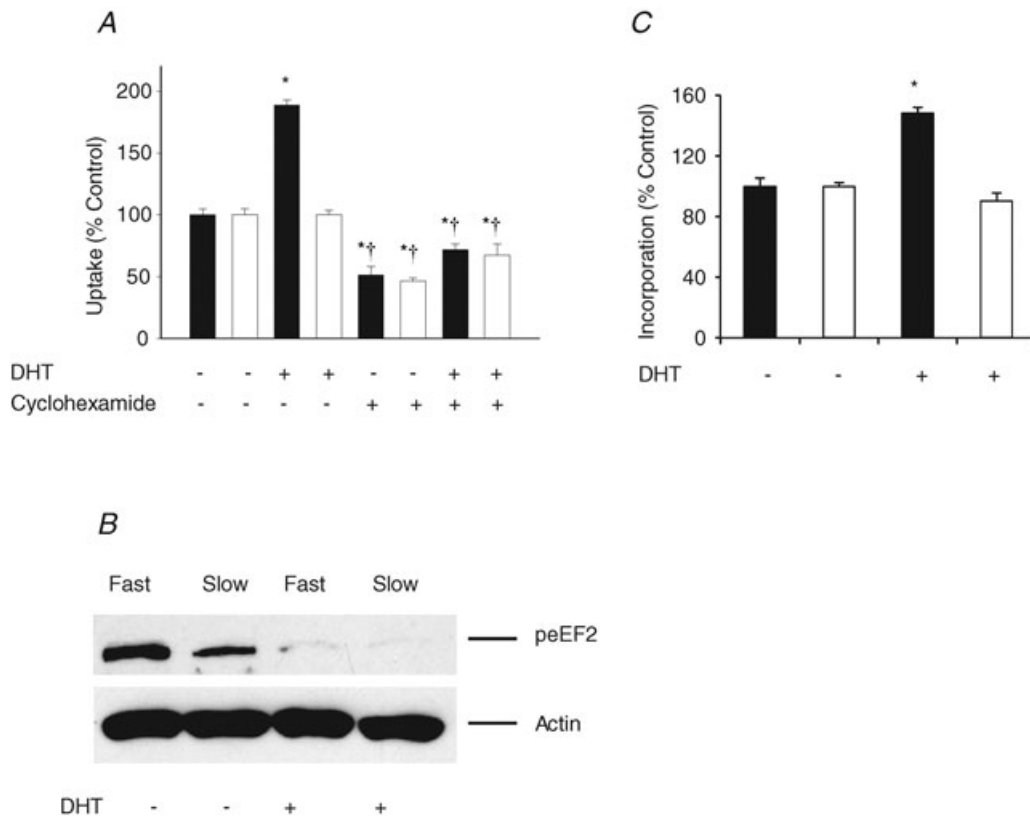 A
Uptake (% Control)
200
150
100
50
0
*
*†
*†
*†
*†
DHT - - + + - - + +
Cyclohexamide - - - - + + + +
C
Incorporation (% Control)
160
120
80
40
0
*
DHT - - + +
B
Fast Slow Fast Slow
peEF2
Actin
DHT - - + +